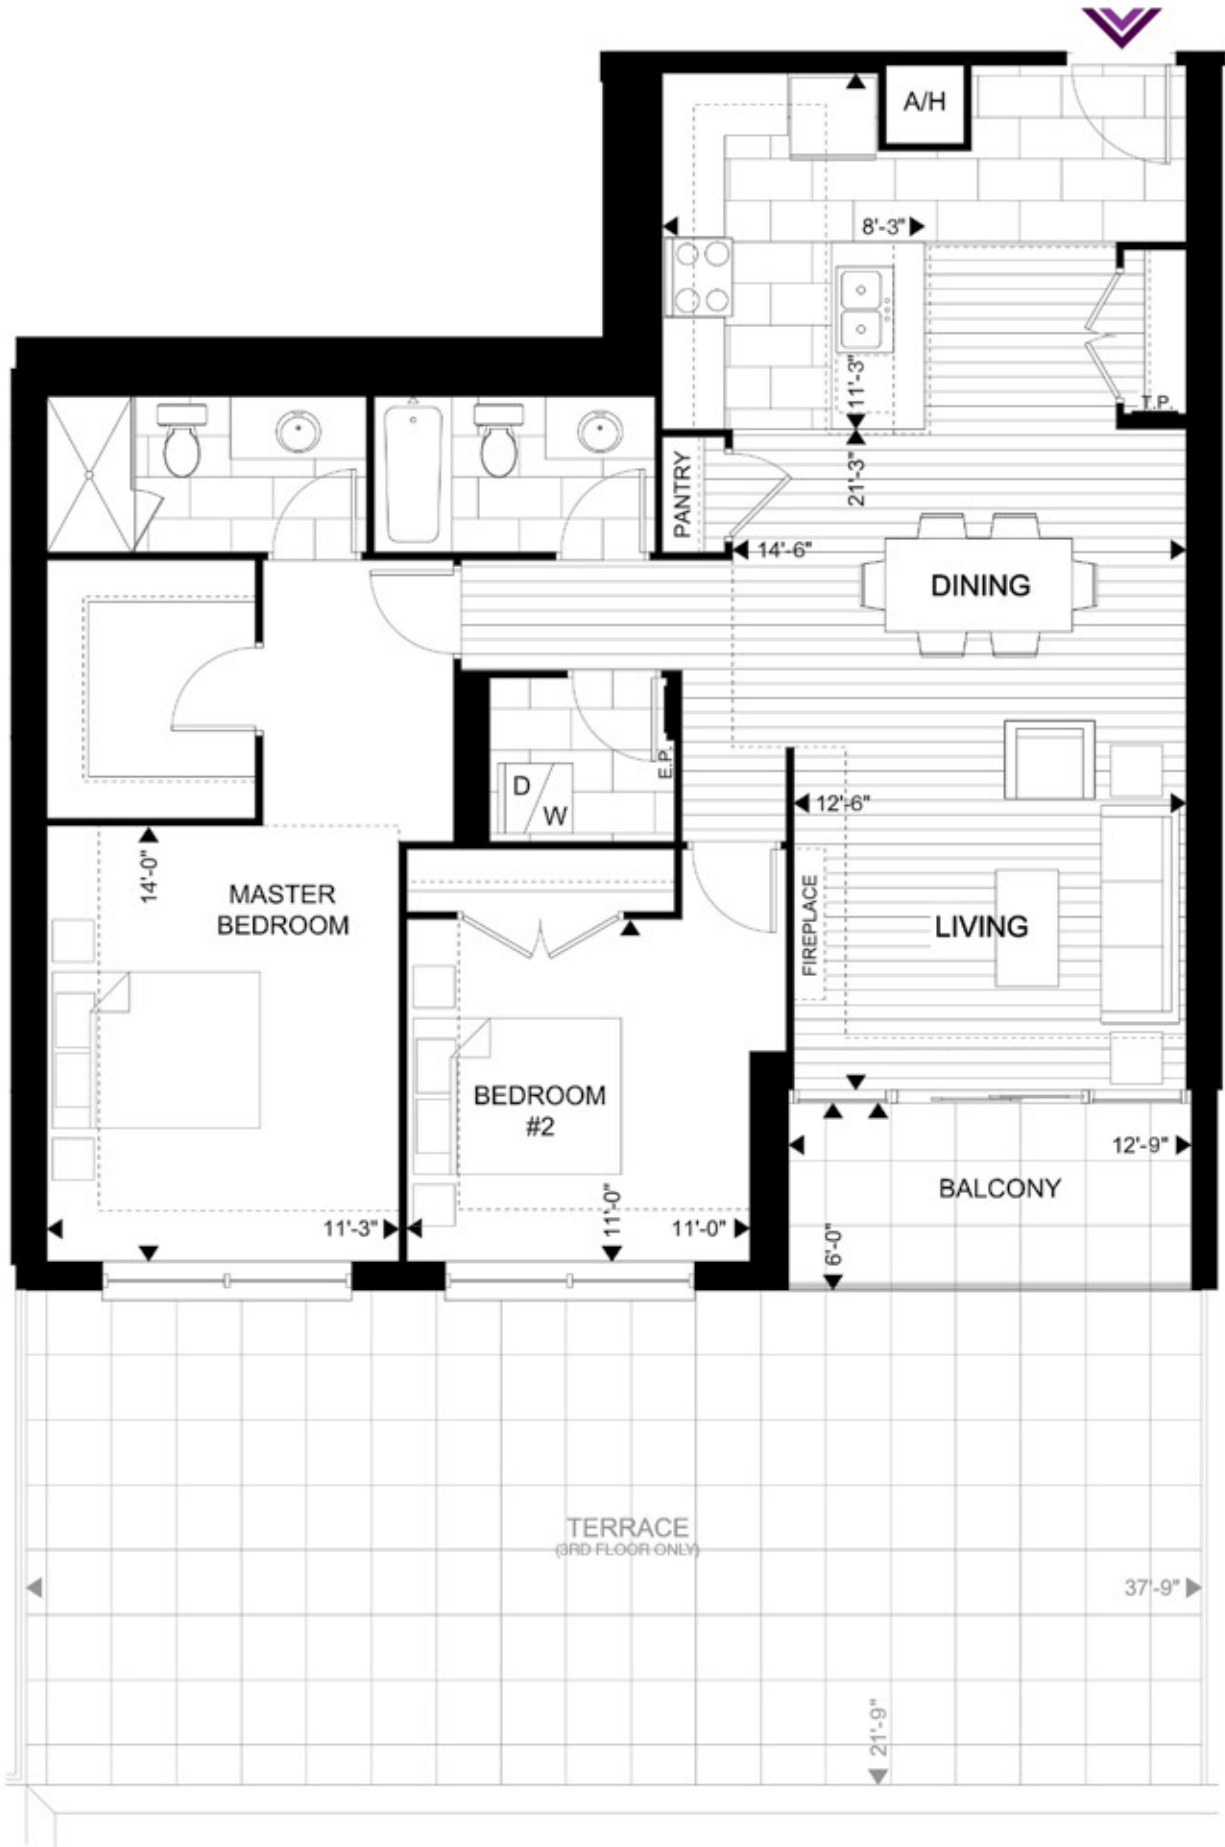 A/H
8'-3"
11'-3"
T.P.
21'-3"
PANTRY
14'-6"
DINING
E.P.
D
W
12'-6"
14'-0"
MASTER
BEDROOM
FIREPLACE
LIVING
BEDROOM
#2
12'-9"
BALCONY
11'-3"
11'-0"
11'-0"
6'-0"
TERRACE
(3RD FLOOR ONLY)
37'-9"
21'-9"